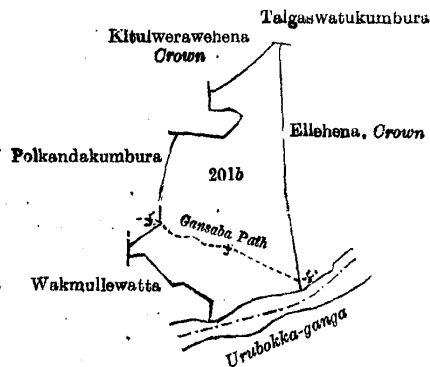 Talgaswatukumbura
Kitulwerawehena
Crown
Ellehena, Crown
Polkandakumbura
201b
Gansaba Path
Wakmullewatta
Urubokka-ganga